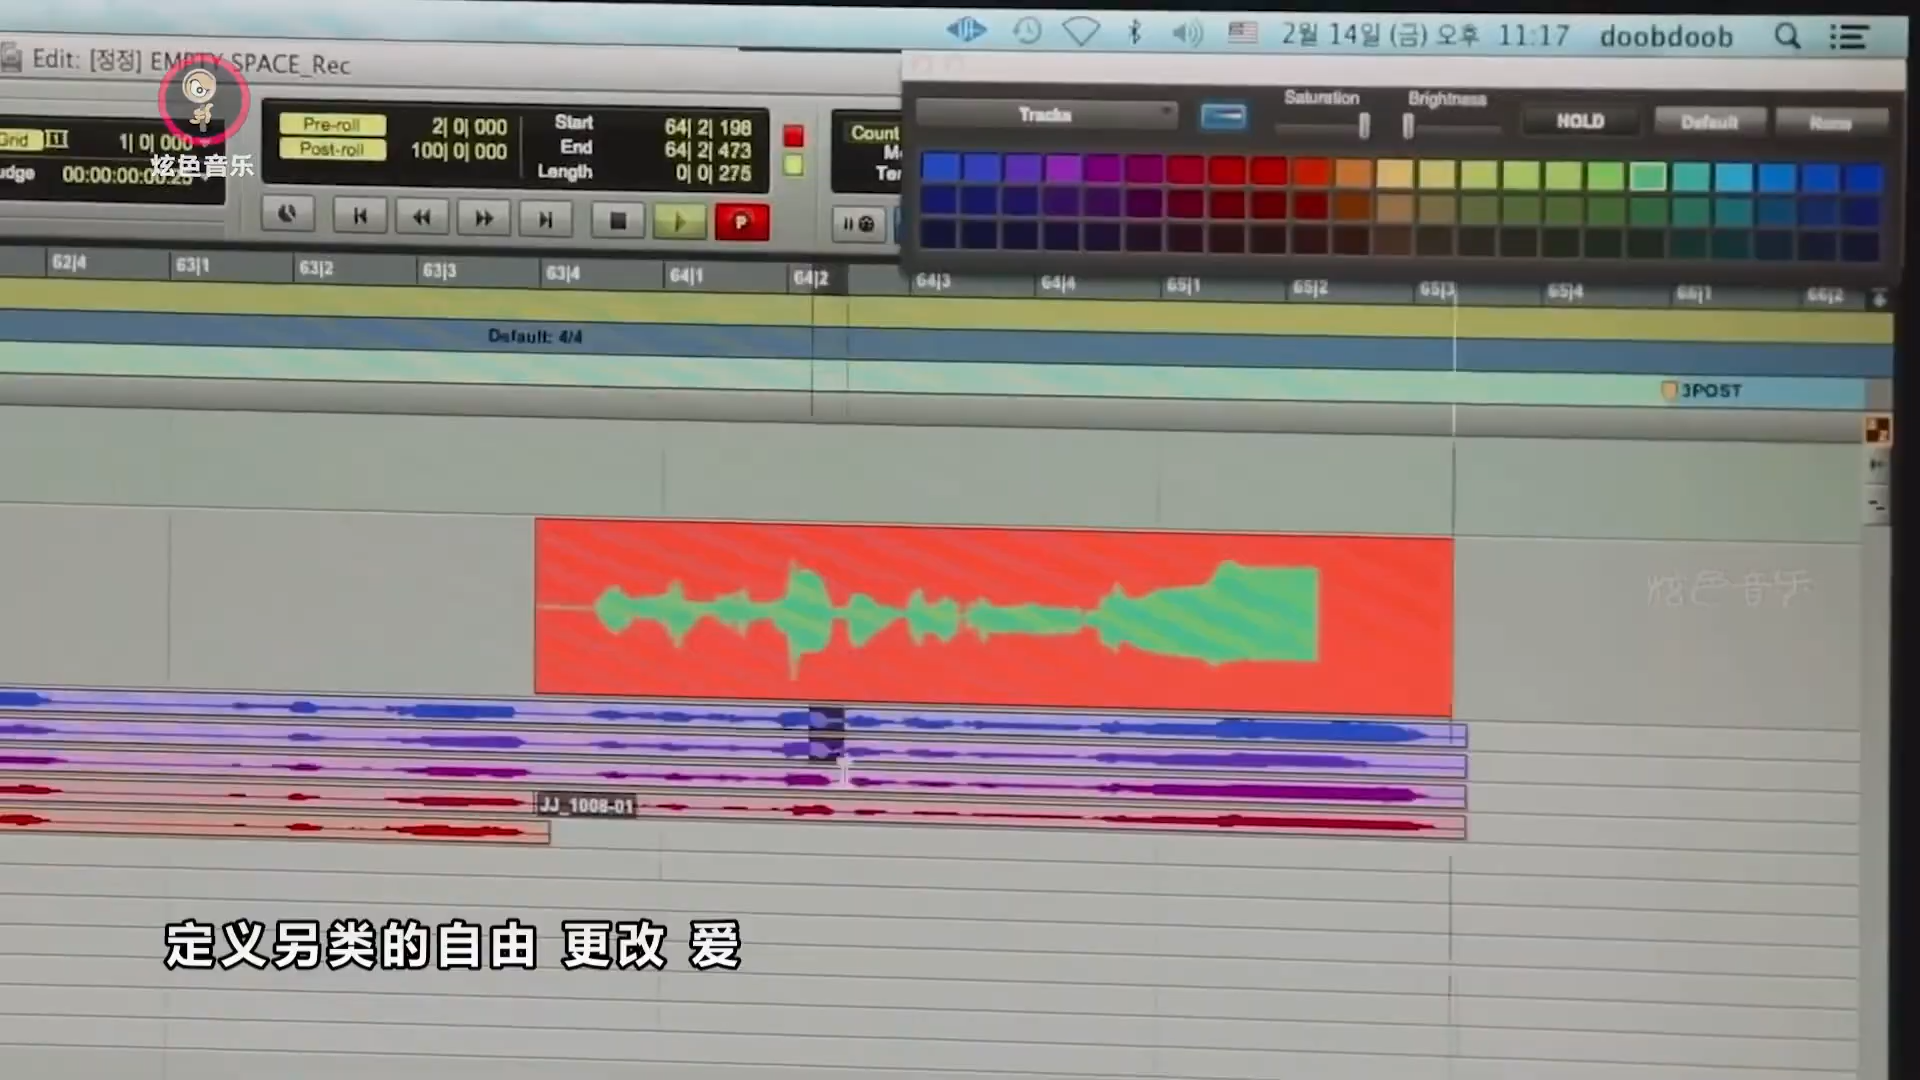 2월 14일 (금) 오후 11:17 doobdoob
Edit: [정정] EMPTY SPACE_Rec
炫色音乐
Grid 1| 0| 000
00:00:00:00.25
Pre-roll 2| 0| 000
Post-roll 100| 0| 000
Start 64| 2| 198
End 64| 2| 473
Length 0| 0| 275
Count
Tracks
Saturation
Brightness
HOLD
Default
None
62|4 63|1 63|2 63|3 63|4 64|1 64|2 64|3 64|4 65|1 65|2 65|3 65|4 66|1 66|2
Default: 4/4
3POST
炫色音乐
JJ_1008-01
定义另类的自由 更改 爱